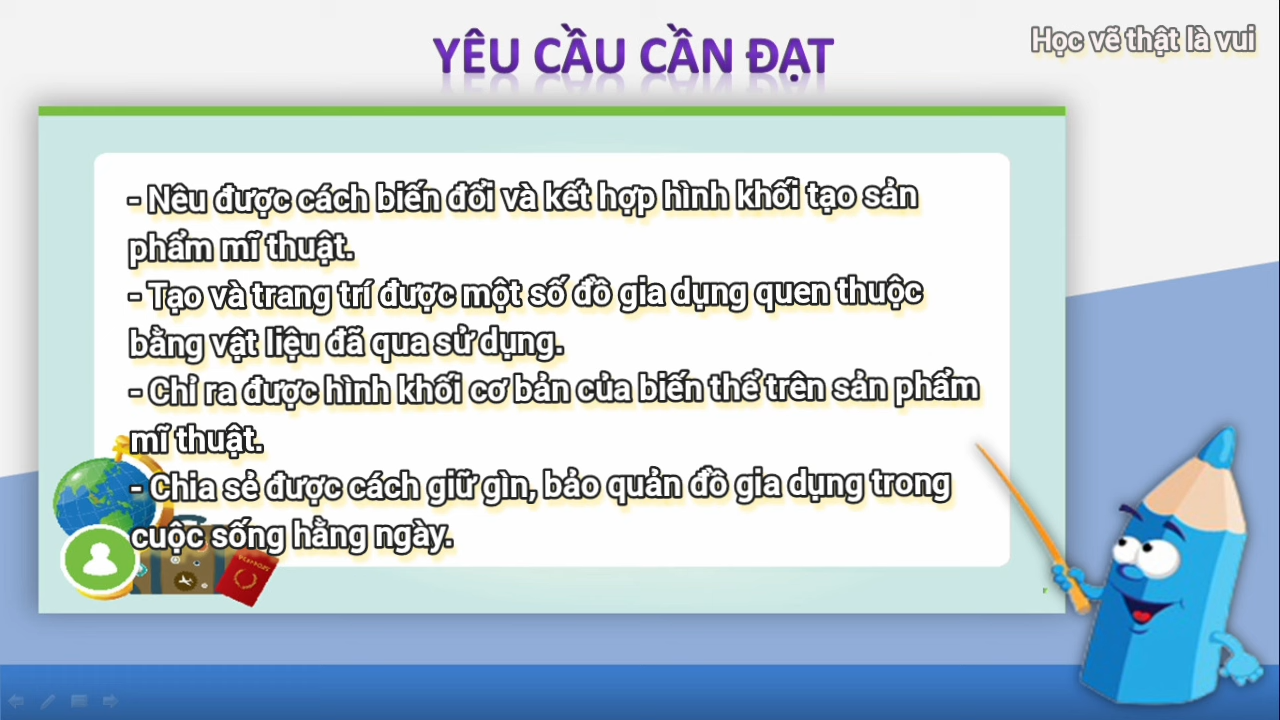 YÊU CẦU CẦN ĐẠT
Học vẽ thật là vui
- Nêu được cách biến đổi và kết hợp hình khối tạo sản
phẩm mĩ thuật.
- Tạo và trang trí được một số đồ gia dụng quen thuộc
bằng vật liệu đã qua sử dụng.
- Chỉ ra được hình khối cơ bản của biến thể trên sản phẩm
mĩ thuật.
- Chia sẻ được cách giữ gìn, bảo quản đồ gia dụng trong
cuộc sống hằng ngày.